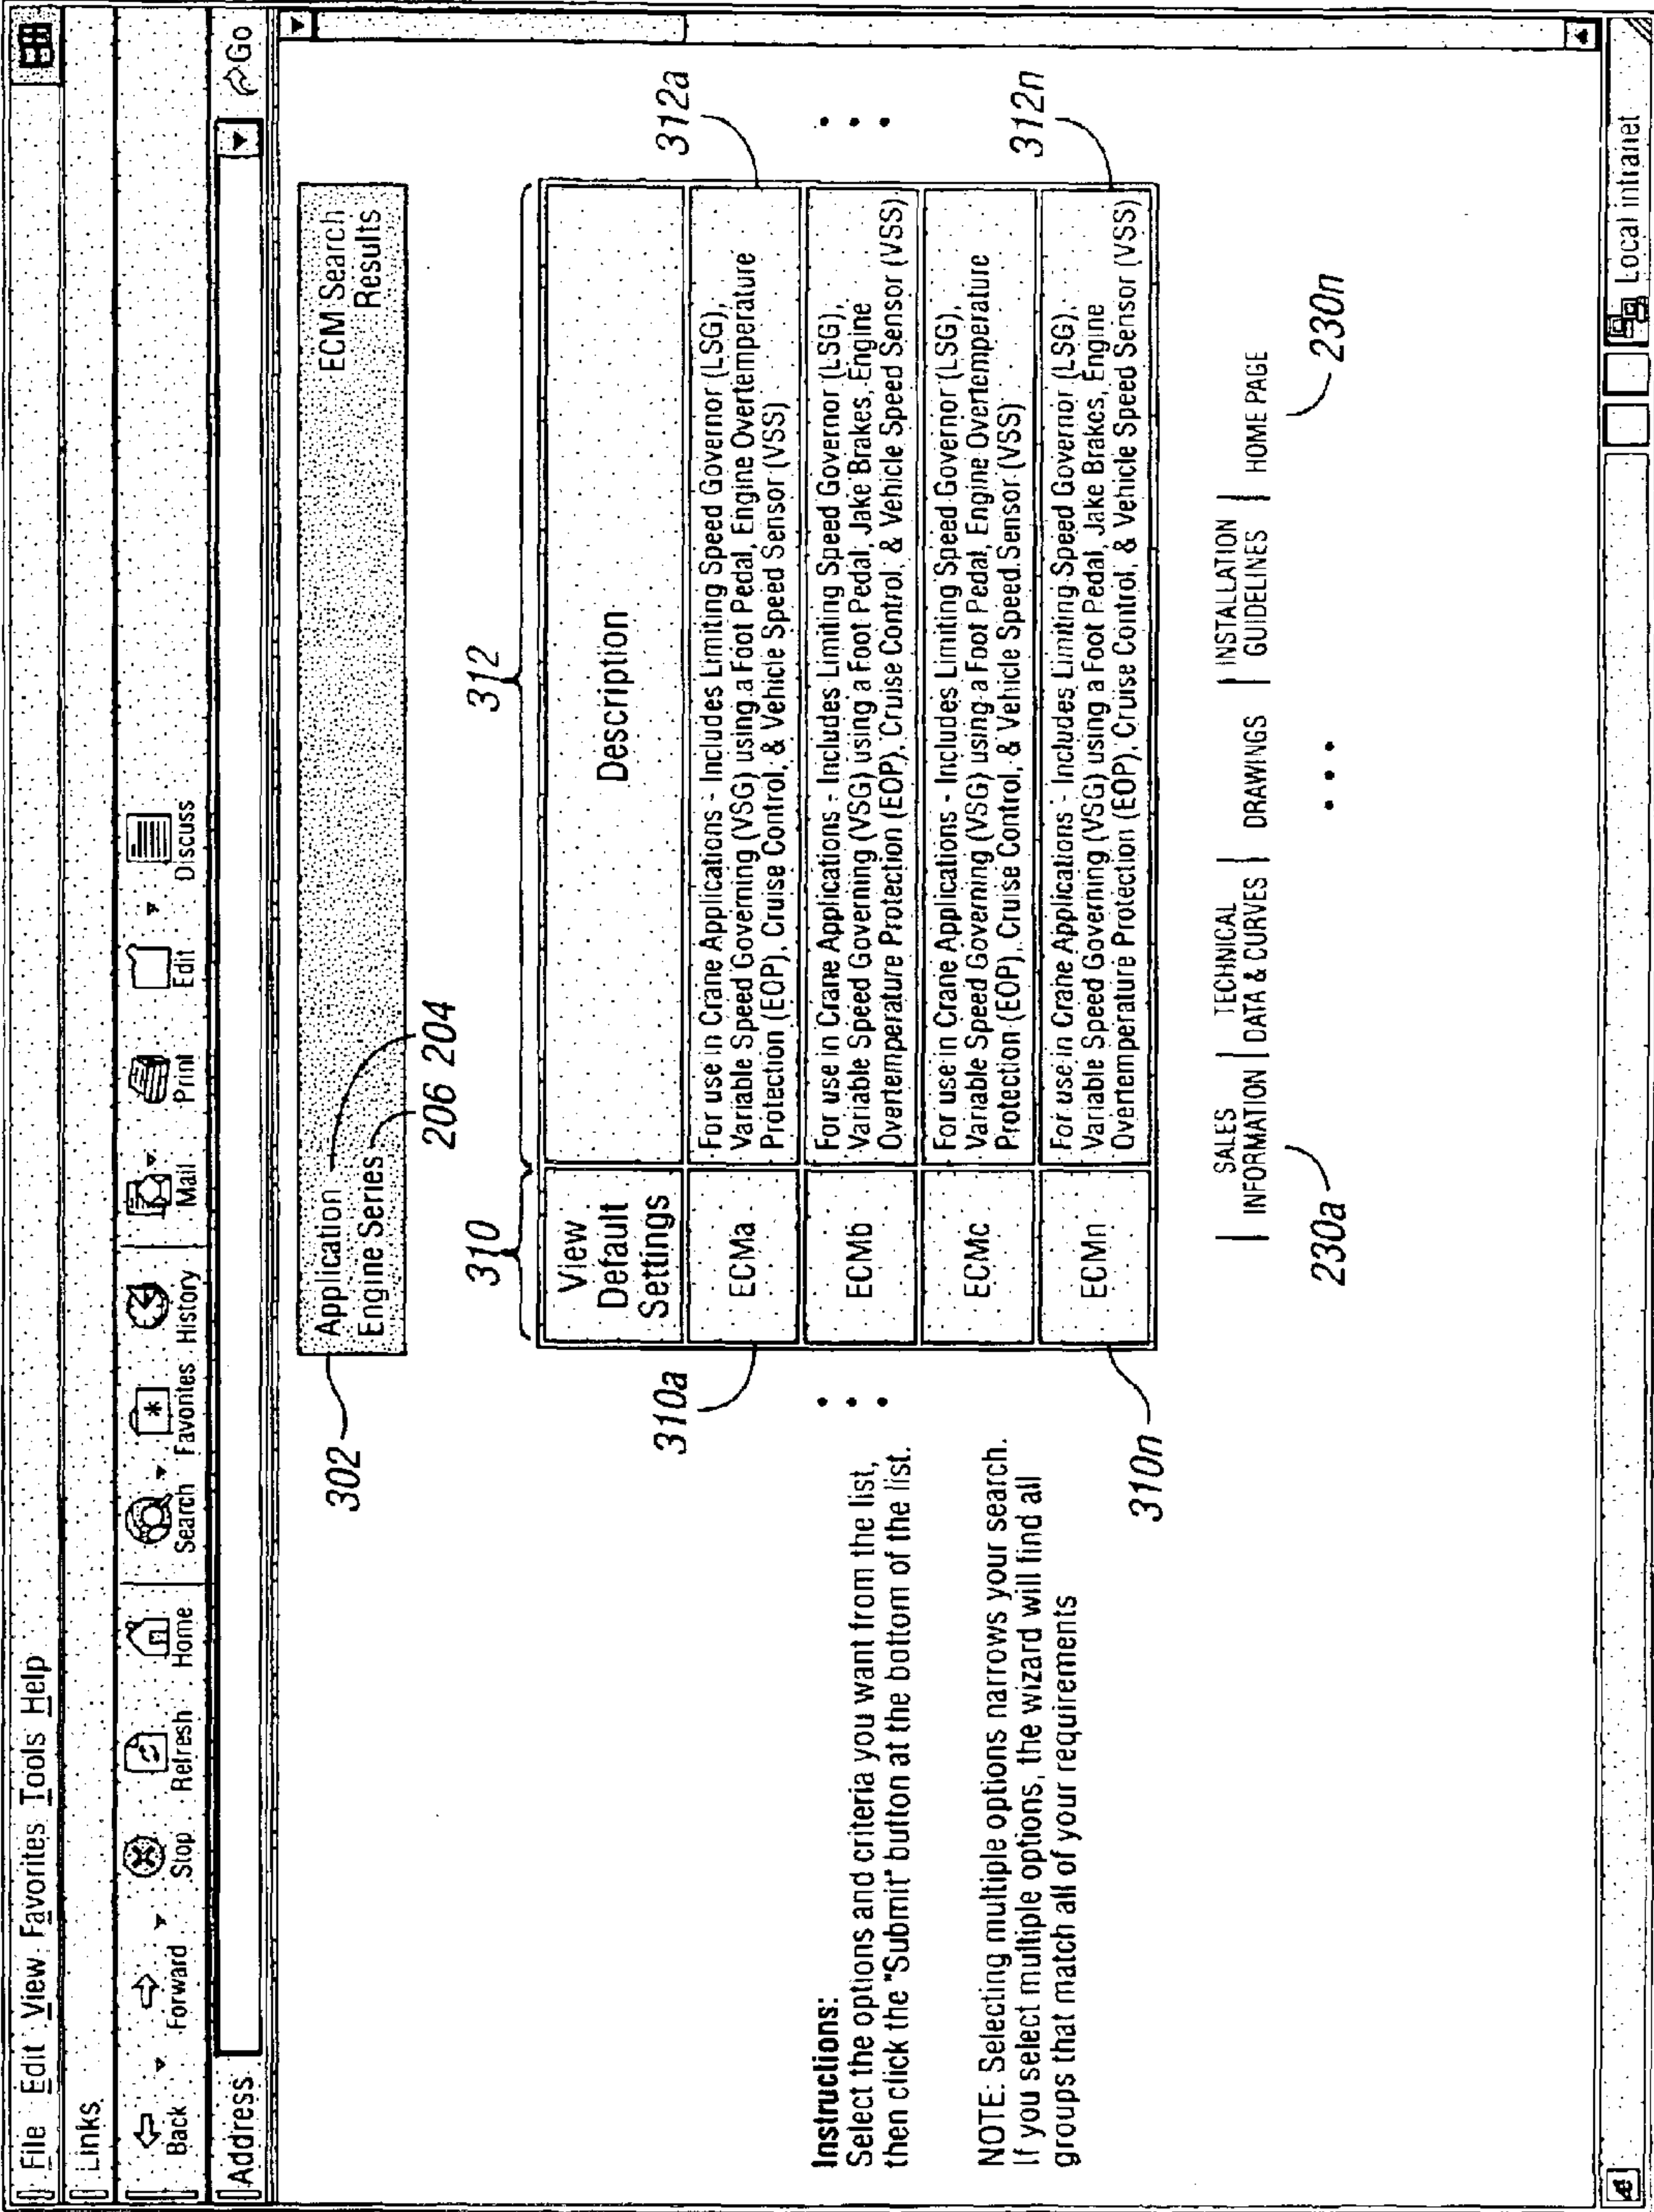 File Edit View Favorites Tools Help
Links
Back Forward Stop Refresh Home Search Favorites History Mail Print Edit Discuss
Address Go
302
Application ECM Search
Engine Series Results
206 204
310 312
View Default Settings
Description
310a
ECMa
For use in Crane Applications - Includes Limiting Speed Governor (LSG),
Variable Speed Governing (VSG) using a Foot Pedal, Engine Overtemperature
Protection (EOP), Cruise Control, & Vehicle Speed Sensor (VSS)
312a
ECMb
For use in Crane Applications - Includes Limiting Speed Governor (LSG),
Variable Speed Governing (VSG) using a Foot Pedal, Jake Brakes, Engine
Overtemperature Protection (EOP), Cruise Control, & Vehicle Speed Sensor (VSS)
ECMc
For use in Crane Applications - Includes Limiting Speed Governor (LSG),
Variable Speed Governing (VSG) using a Foot Pedal, Engine Overtemperature
Protection (EOP), Cruise Control, & Vehicle Speed Sensor (VSS)
310n
ECMn
For use in Crane Applications - Includes Limiting Speed Governor (LSG),
Variable Speed Governing (VSG) using a Foot Pedal, Jake Brakes, Engine
Overtemperature Protection (EOP), Cruise Control, & Vehicle Speed Sensor (VSS)
312n
Instructions:
Select the options and criteria you want from the list,
then click the "Submit" button at the bottom of the list.
NOTE: Selecting multiple options narrows your search.
If you select multiple options, the wizard will find all
groups that match all of your requirements
| SALES INFORMATION | TECHNICAL DATA & CURVES | DRAWINGS | INSTALLATION GUIDELINES | HOME PAGE
230a 230n
Local intranet